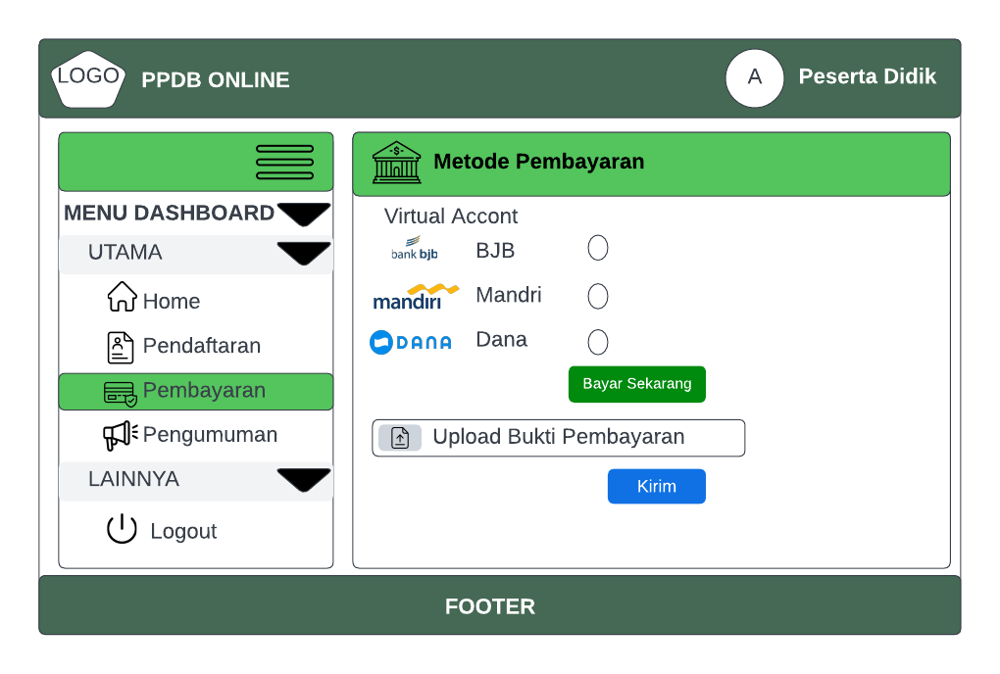 LOGO
PPDB ONLINE
A
Peserta Didik
MENU DASHBOARD
UTAMA
Home
Pendaftaran
Pembayaran
Pengumuman
LAINNYA
Logout
-$-
Metode Pembayaran
Virtual Accont
bank bjb BJB
mandiri Mandri
DANA Dana
Bayar Sekarang
Upload Bukti Pembayaran
Kirim
FOOTER